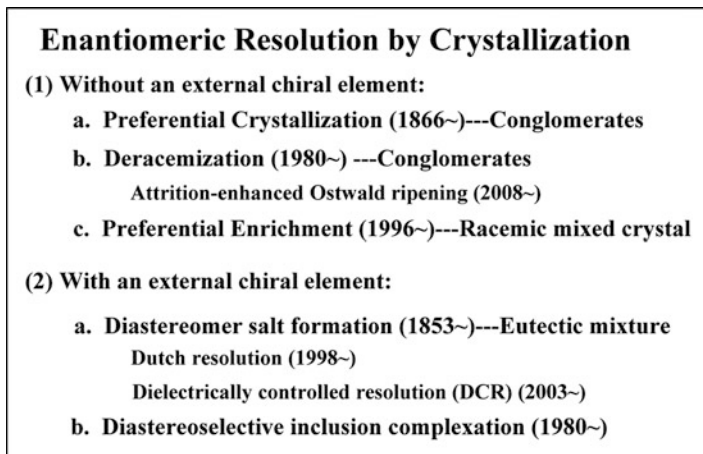 Enantiomeric Resolution by Crystallization
(1) Without an external chiral element:
a. Preferential Crystallization (1866~)---Conglomerates
b. Deracemization (1980~) ---Conglomerates
Attrition-enhanced Ostwald ripening (2008~)
c. Preferential Enrichment (1996~)---Racemic mixed crystal
(2) With an external chiral element:
a. Diastereomer salt formation (1853~)---Eutectic mixture
Dutch resolution (1998~)
Dielectrically controlled resolution (DCR) (2003~)
b. Diastereoselective inclusion complexation (1980~)